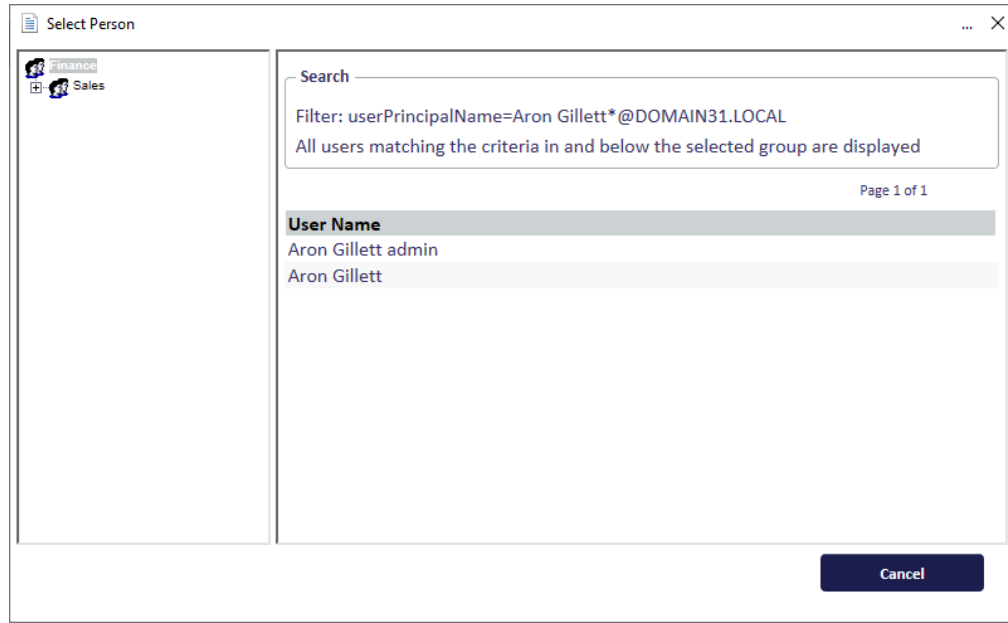 Select Person
...
Finance
Sales
Search
Filter: userPrincipalName=Aron Gillett*@DOMAIN31.LOCAL
All users matching the criteria in and below the selected group are displayed
Page 1 of 1
User Name
Aron Gillett admin
Aron Gillett
Cancel